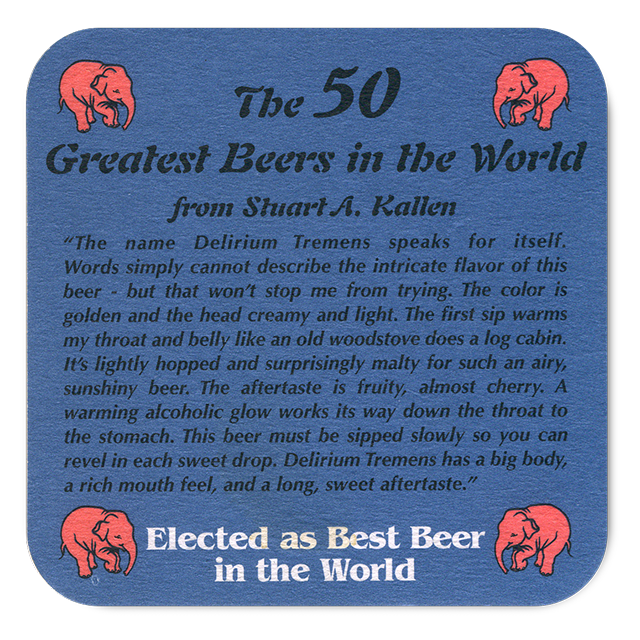 The 50
Greatest Beers in the World
from Stuart A. Kallen
“The name Delirium Tremens speaks for itself.
Words simply cannot describe the intricate flavor of this
beer - but that won’t stop me from trying. The color is
golden and the head creamy and light. The first sip warms
my throat and belly like an old woodstove does a log cabin.
It’s lightly hopped and surprisingly malty for such an airy,
sunshiny beer. The aftertaste is fruity, almost cherry. A
warming alcoholic glow works its way down the throat to
the stomach. This beer must be sipped slowly so you can
revel in each sweet drop. Delirium Tremens has a big body,
a rich mouth feel, and a long, sweet aftertaste.”
Elected as Best Beer
in the World